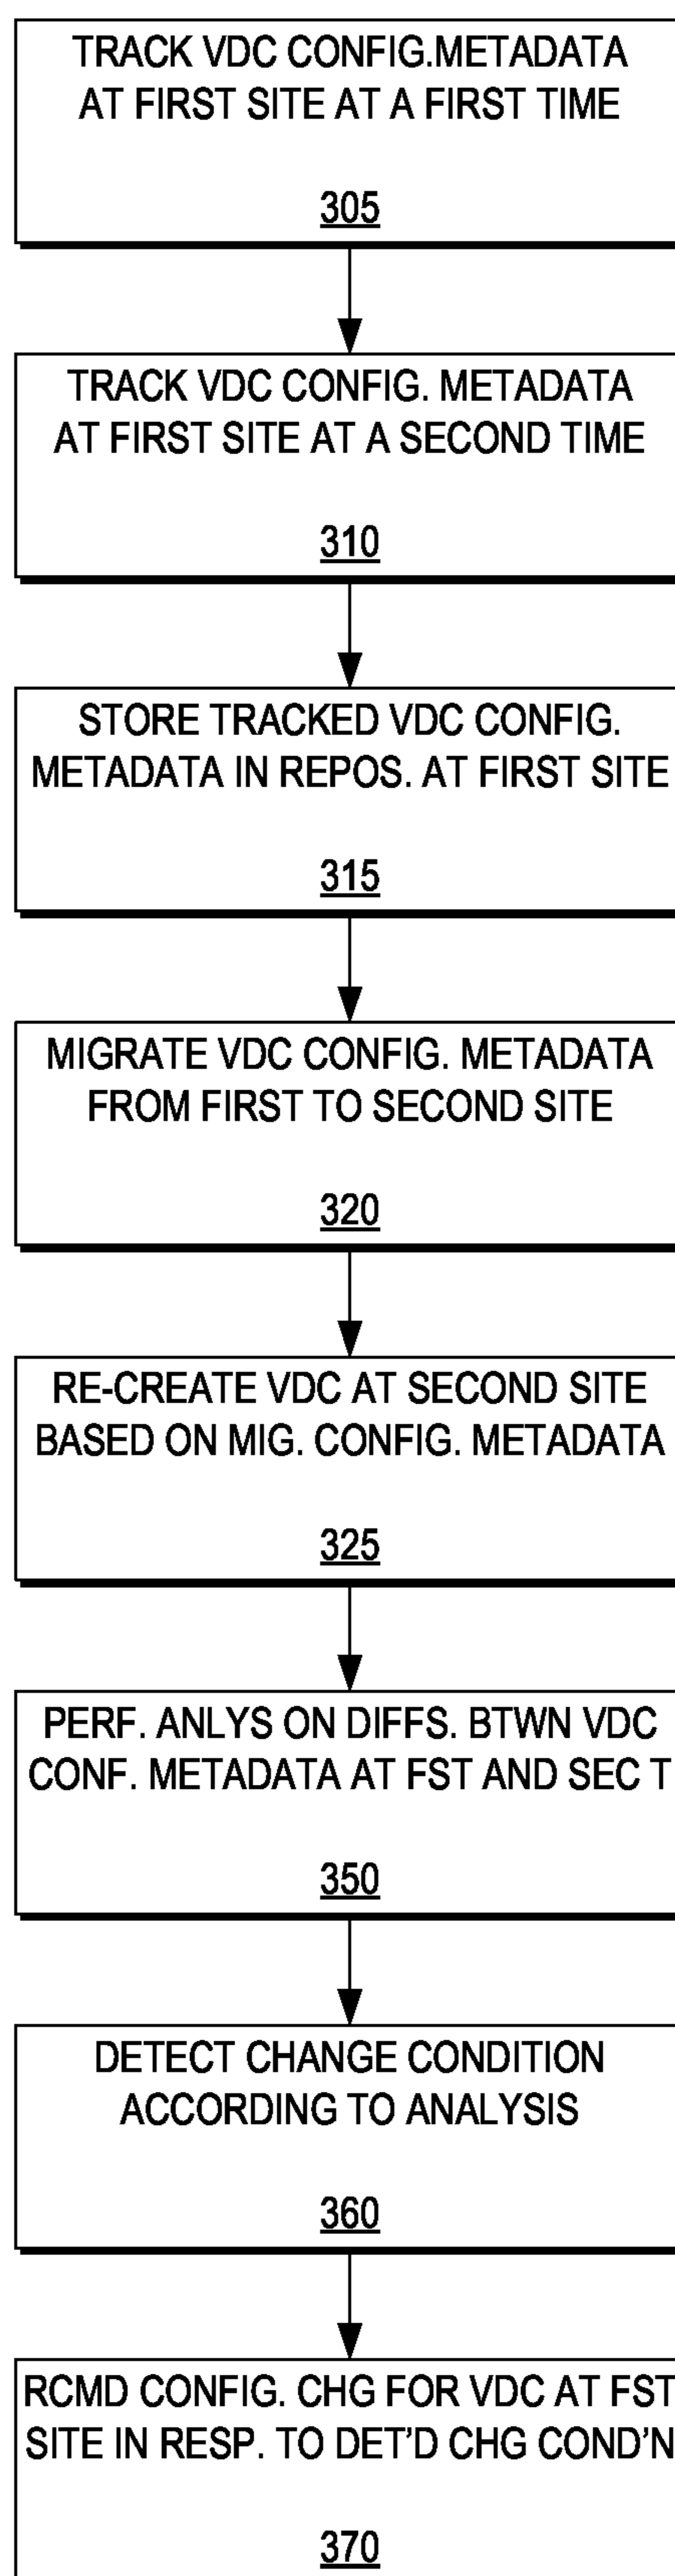 TRACK VDC CONFIG.METADATA
AT FIRST SITE AT A FIRST TIME
305
TRACK VDC CONFIG. METADATA
AT FIRST SITE AT A SECOND TIME
310
STORE TRACKED VDC CONFIG.
METADATA IN REPOS. AT FIRST SITE
315
MIGRATE VDC CONFIG. METADATA
FROM FIRST TO SECOND SITE
320
RE-CREATE VDC AT SECOND SITE
BASED ON MIG. CONFIG. METADATA
325
PERF. ANLYS ON DIFFS. BTWN VDC
CONF. METADATA AT FST AND SEC T
350
DETECT CHANGE CONDITION
ACCORDING TO ANALYSIS
360
RCMD CONFIG. CHG FOR VDC AT FST
SITE IN RESP. TO DET'D CHG COND'N
370